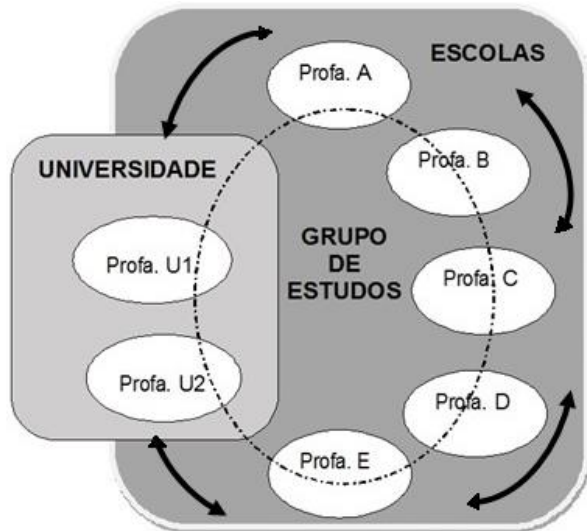 ESCOLAS
Profa. A
Profa. B
UNIVERSIDADE
GRUPO
DE
ESTUDOS
Profa. U1
Profa. C
Profa. U2
Profa. D
Profa. E